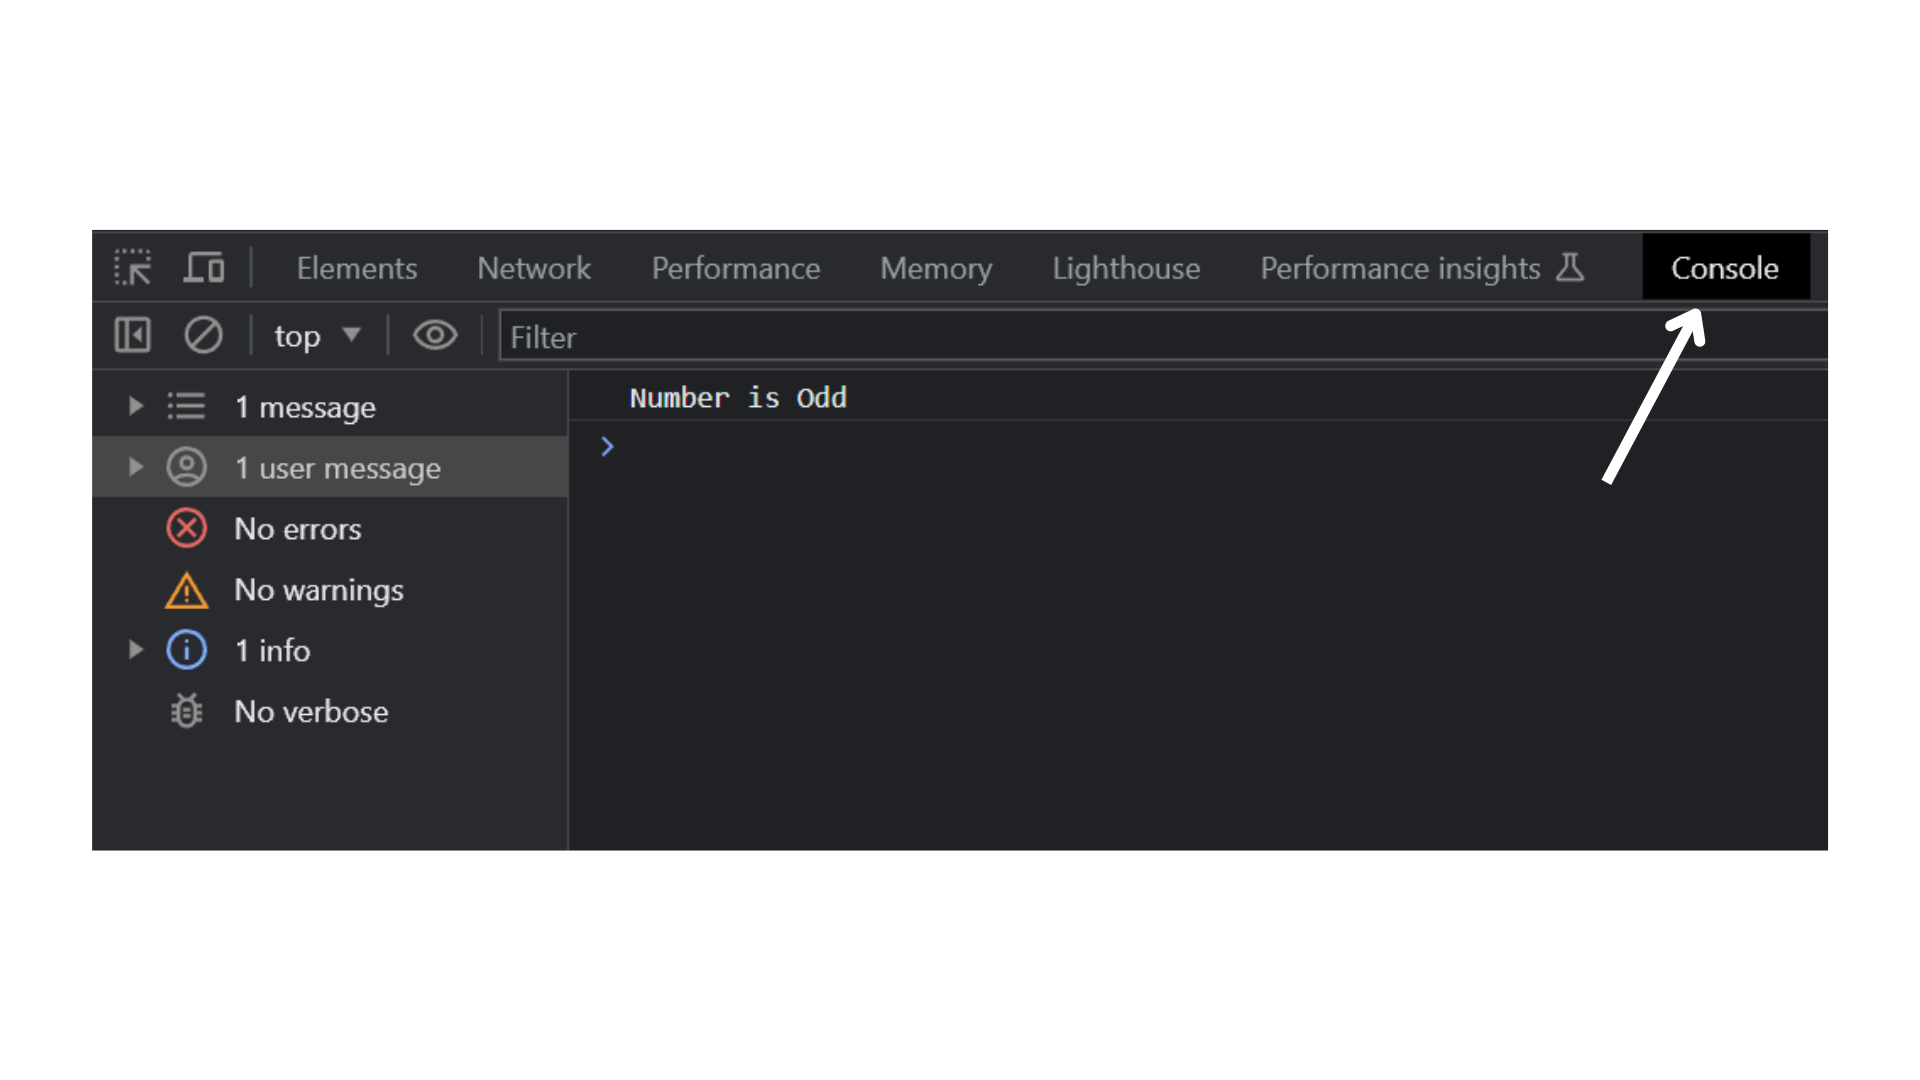 Elements Network Performance Memory Lighthouse Performance insights Console
top Filter
1 message
1 user message
No errors
No warnings
1 info
No verbose
Number is Odd